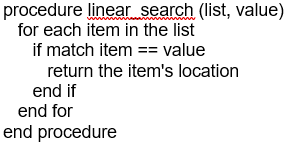 procedure linear_search (list, value)
for each item in the list
if match item == value
return the item's location
end if
end for
end procedure